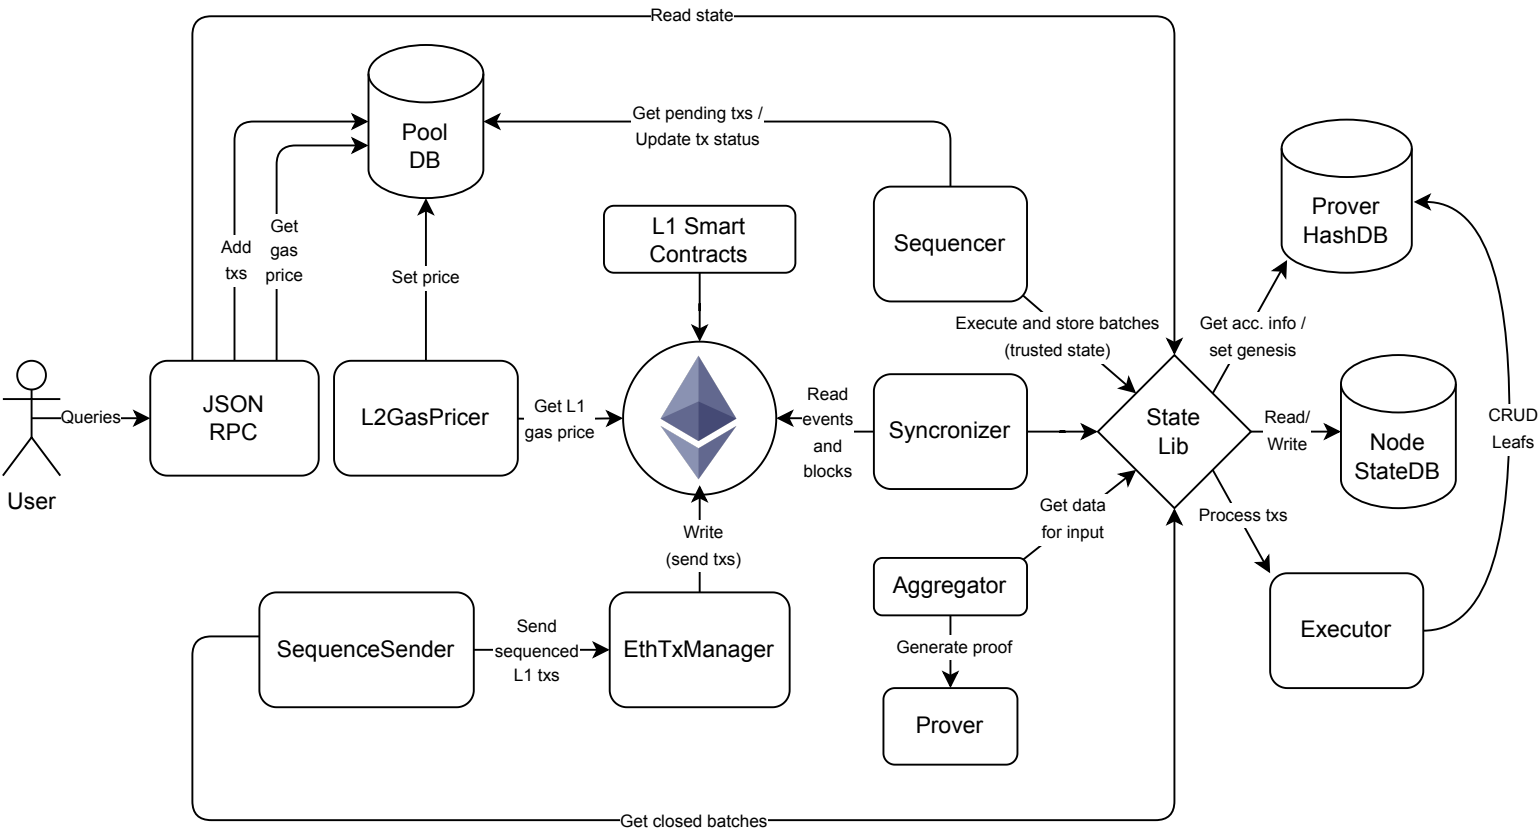 Read state
Pool
DB
Get pending txs /
Update tx status
Add
txs
Get
gas
price
Set price
L1 Smart
Contracts
Sequencer
Prover
HashDB
Execute and store batches
(trusted state)
Get acc. info /
set genesis
Queries
User
JSON
RPC
L2GasPricer
Get L1
gas price
Read
events
and
blocks
Syncronizer
State
Lib
Read/
Write
Node
StateDB
CRUD
Leafs
Write
(send txs)
Get data
for input
Process txs
SequenceSender
Send
sequenced
L1 txs
EthTxManager
Aggregator
Generate proof
Prover
Executor
Get closed batches